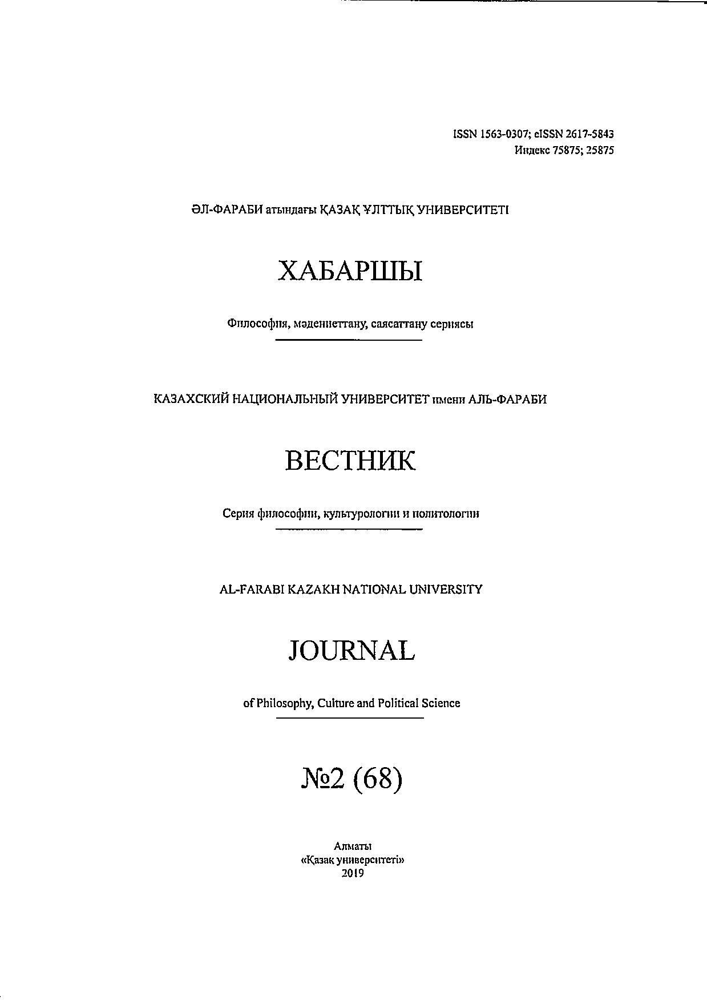 ISSN 1563-0307; eISSN 2617-5843
Индекс 75875; 25875
ӘЛ-ФАРАБИ атындағы ҚАЗАҚ ҰЛТТЫҚ УНИВЕРСИТЕТІ
ХАБАРШЫ
Философия, мәдениеттану, саясаттану сериясы
КАЗАХСКИЙ НАЦИОНАЛЬНЫЙ УНИВЕРСИТЕТ имени АЛЬ-ФАРАБИ
ВЕСТНИК
Серия философии, культурологии и политологии
AL-FARABI KAZAKH NATIONAL UNIVERSITY
JOURNAL
of Philosophy, Culture and Political Science
№2 (68)
Алматы
«Қазақ университеті»
2019